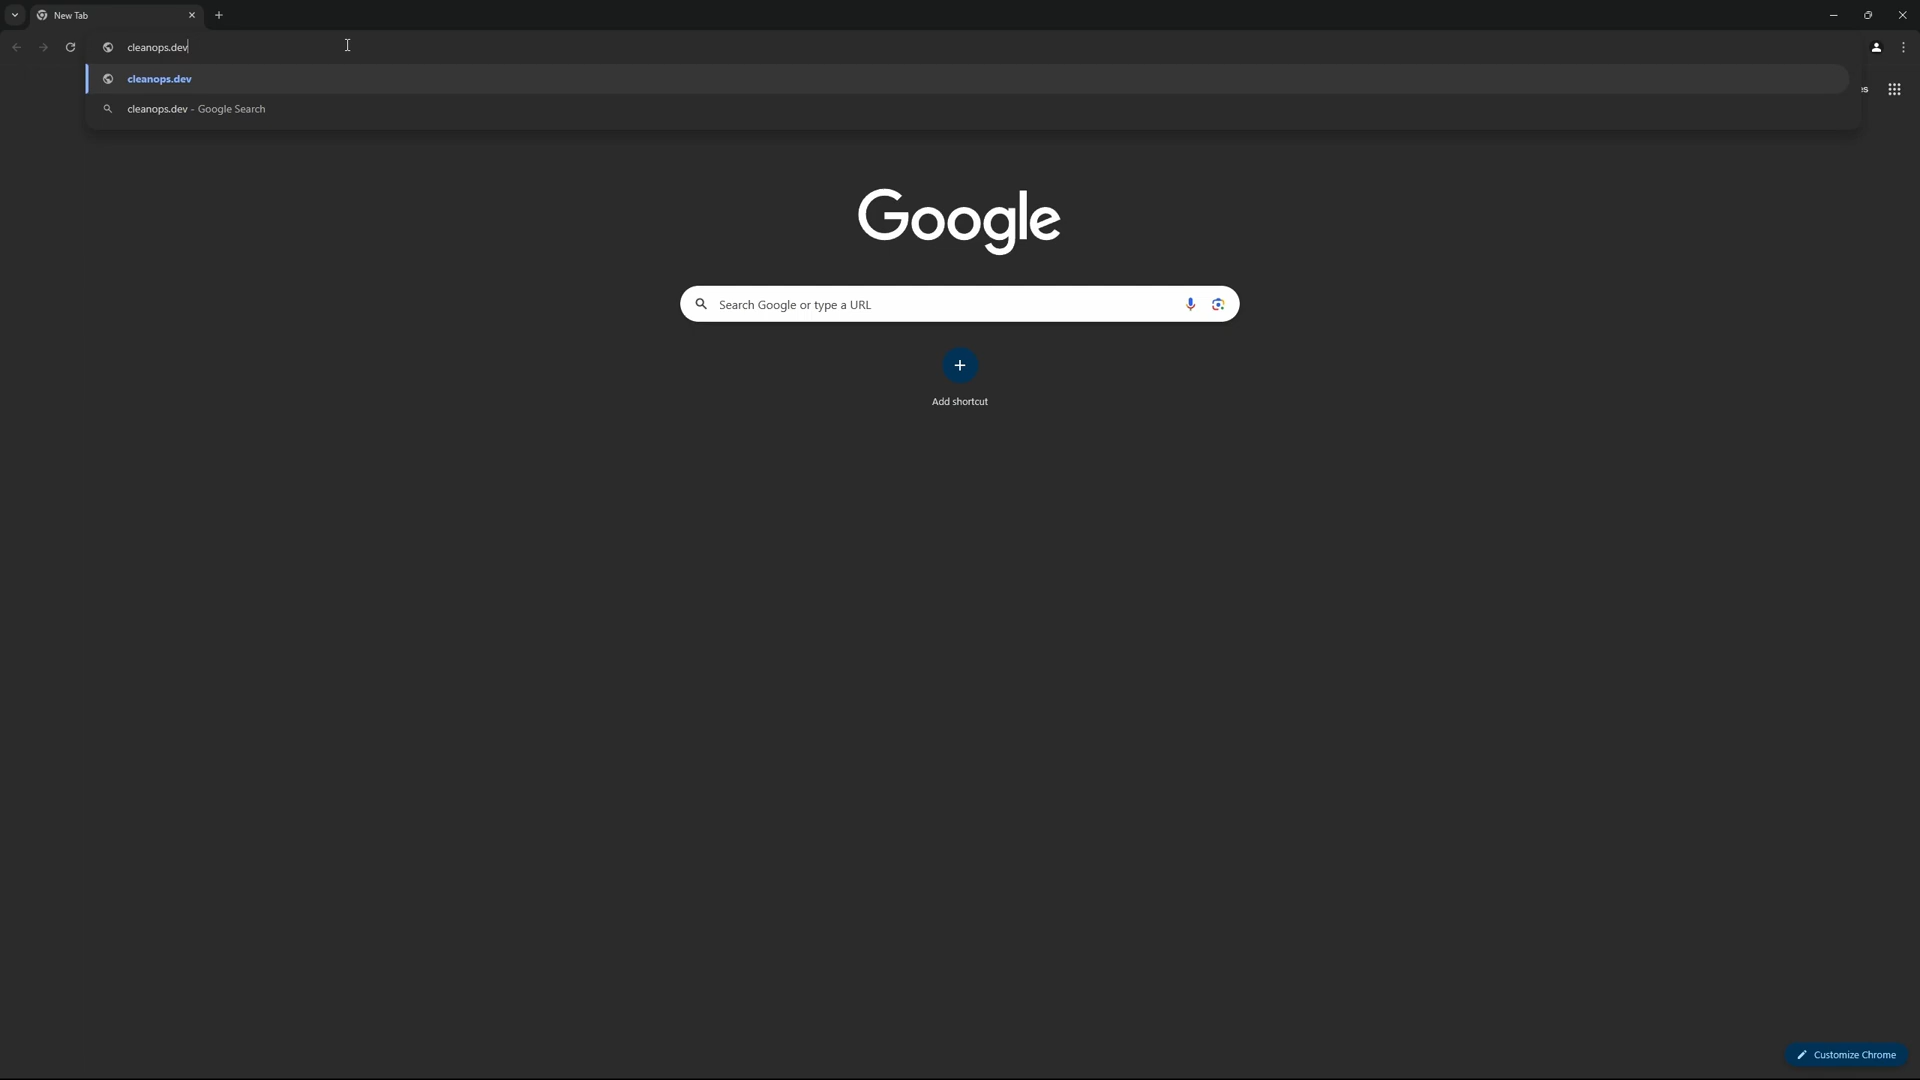 New Tab
cleanops.dev
cleanops.dev
es
cleanops.dev - Google Search
Google
Search Google or type a URL
Add shortcut
Customize Chrome